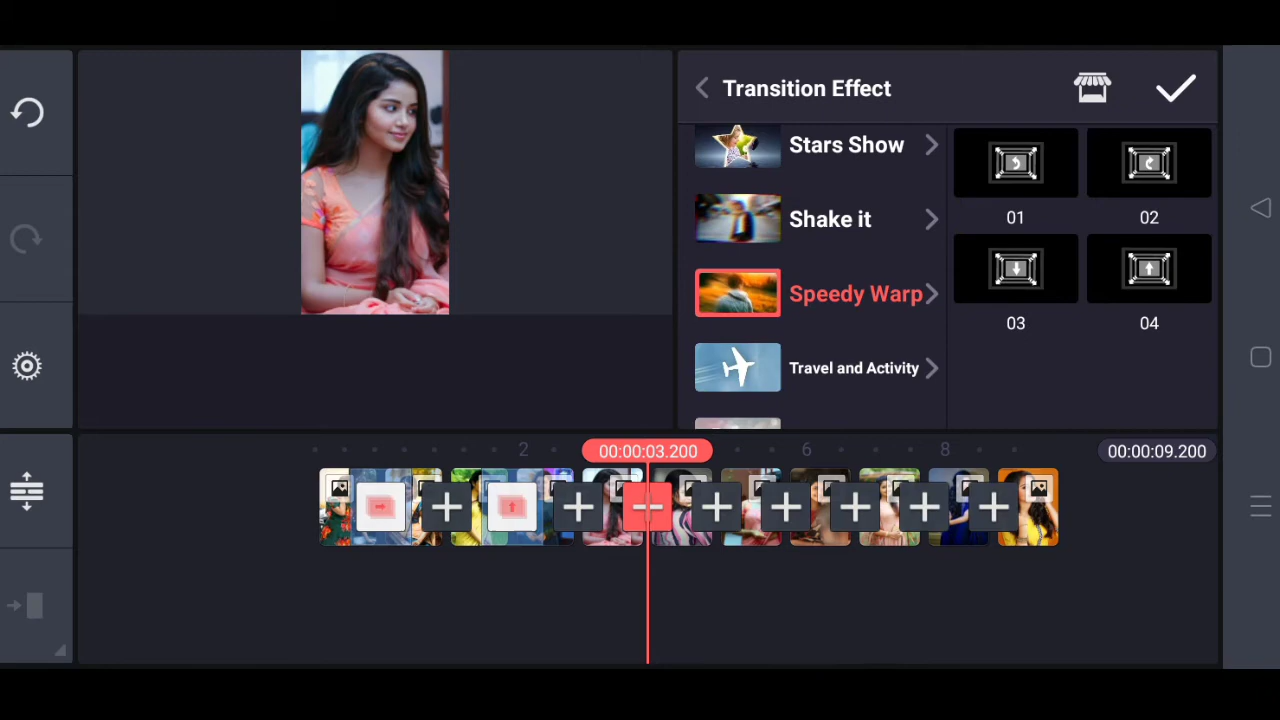 Transition Effect
Stars Show
Shake it
Speedy Warp
Travel and Activity
01
02
03
04
2
00:00:03.200
6
8
00:00:09.200